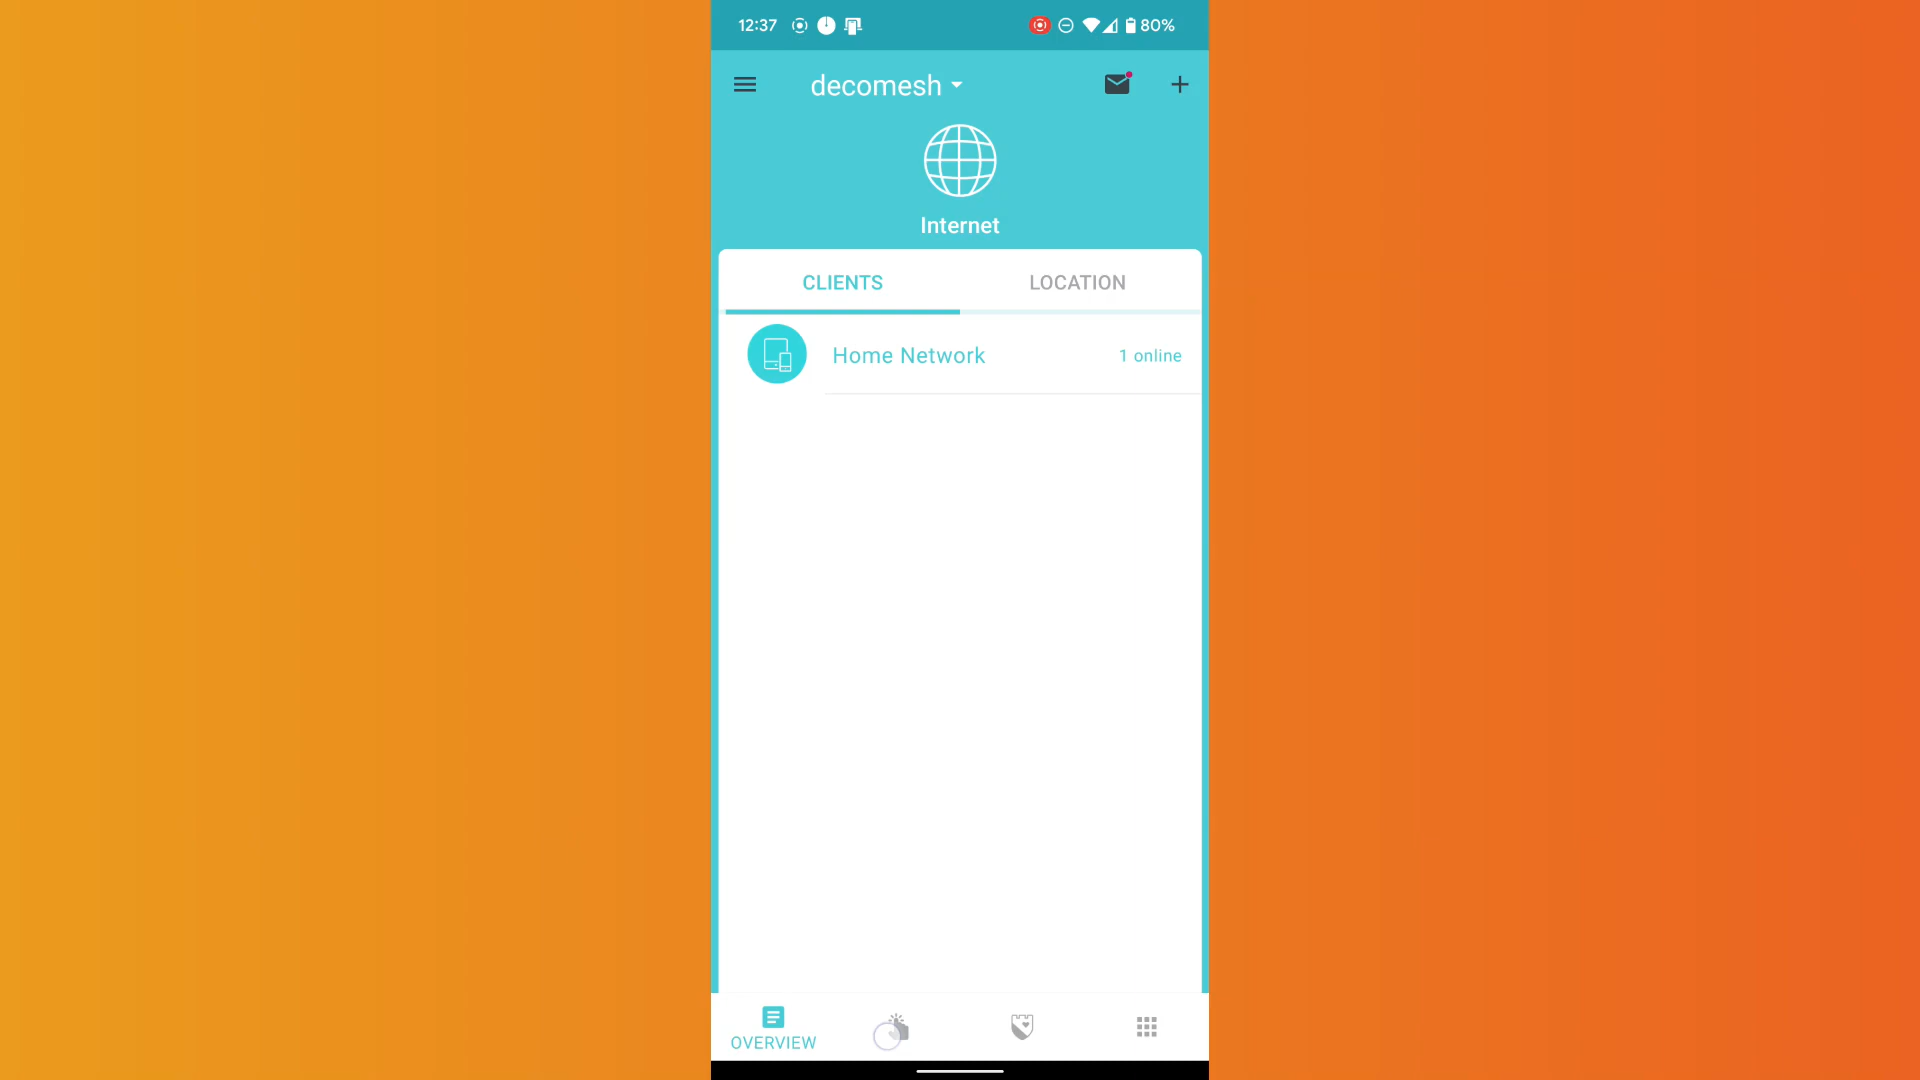 12:37
80%
decomesh
Internet
CLIENTS
LOCATION
Home Network
1 online
OVERVIEW